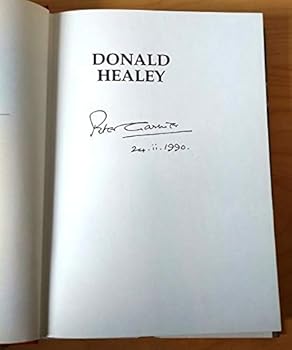 DONALD
HEALEY
Peter Garnier
24.ii.1990.